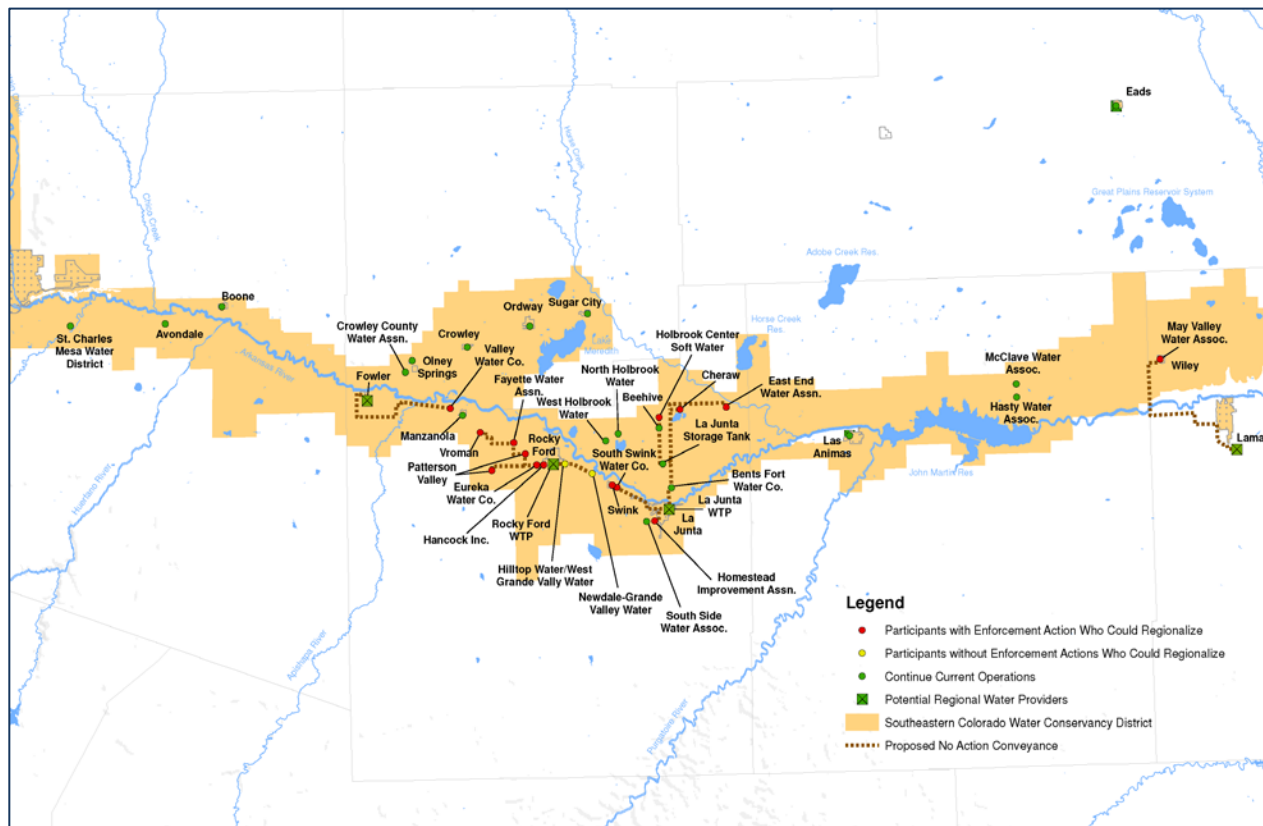 Eads
Great Plains Reservoir System
Horse Creek
Chico Creek
Adobe Creek Res.
Boone
St. Charles
Mesa Water
District
Avondale
Crowley County
Water Assn.
Crowley
Ordway
Sugar City
Lake
Meredith
Horse Creek
Res.
Holbrook Center
Soft Water
May Valley
Water Assoc.
Wiley
McClave Water
Assoc.
Hasty Water
Assoc.
Arkansas River
Fowler
Olney
Springs
Valley
Water Co.
Fayette Water
Assn.
North Holbrook
Water
Beehive
Cheraw
East End
Water Assn.
West Holbrook
Water
La Junta
Storage Tank
Manzanola
Vroman
Rocky
Ford
South Swink
Water Co.
Las
Animas
John Martin Res
Lama
Patterson
Valley
Eureka
Water Co.
Bents Fort
Water Co.
Swink
La Junta
WTP
La
Junta
Hancock Inc.
Rocky Ford
WTP
Hilltop Water/West
Grande Vally Water
Newdale-Grande
Valley Water
Homestead
Improvement Assn.
South Side
Water Assoc.
Huerfano River
Apishapa River
Purgatoire River
Legend
Participants with Enforcement Action Who Could Regionalize
Participants without Enforcement Actions Who Could Regionalize
Continue Current Operations
Potential Regional Water Providers
Southeastern Colorado Water Conservancy District
Proposed No Action Conveyance